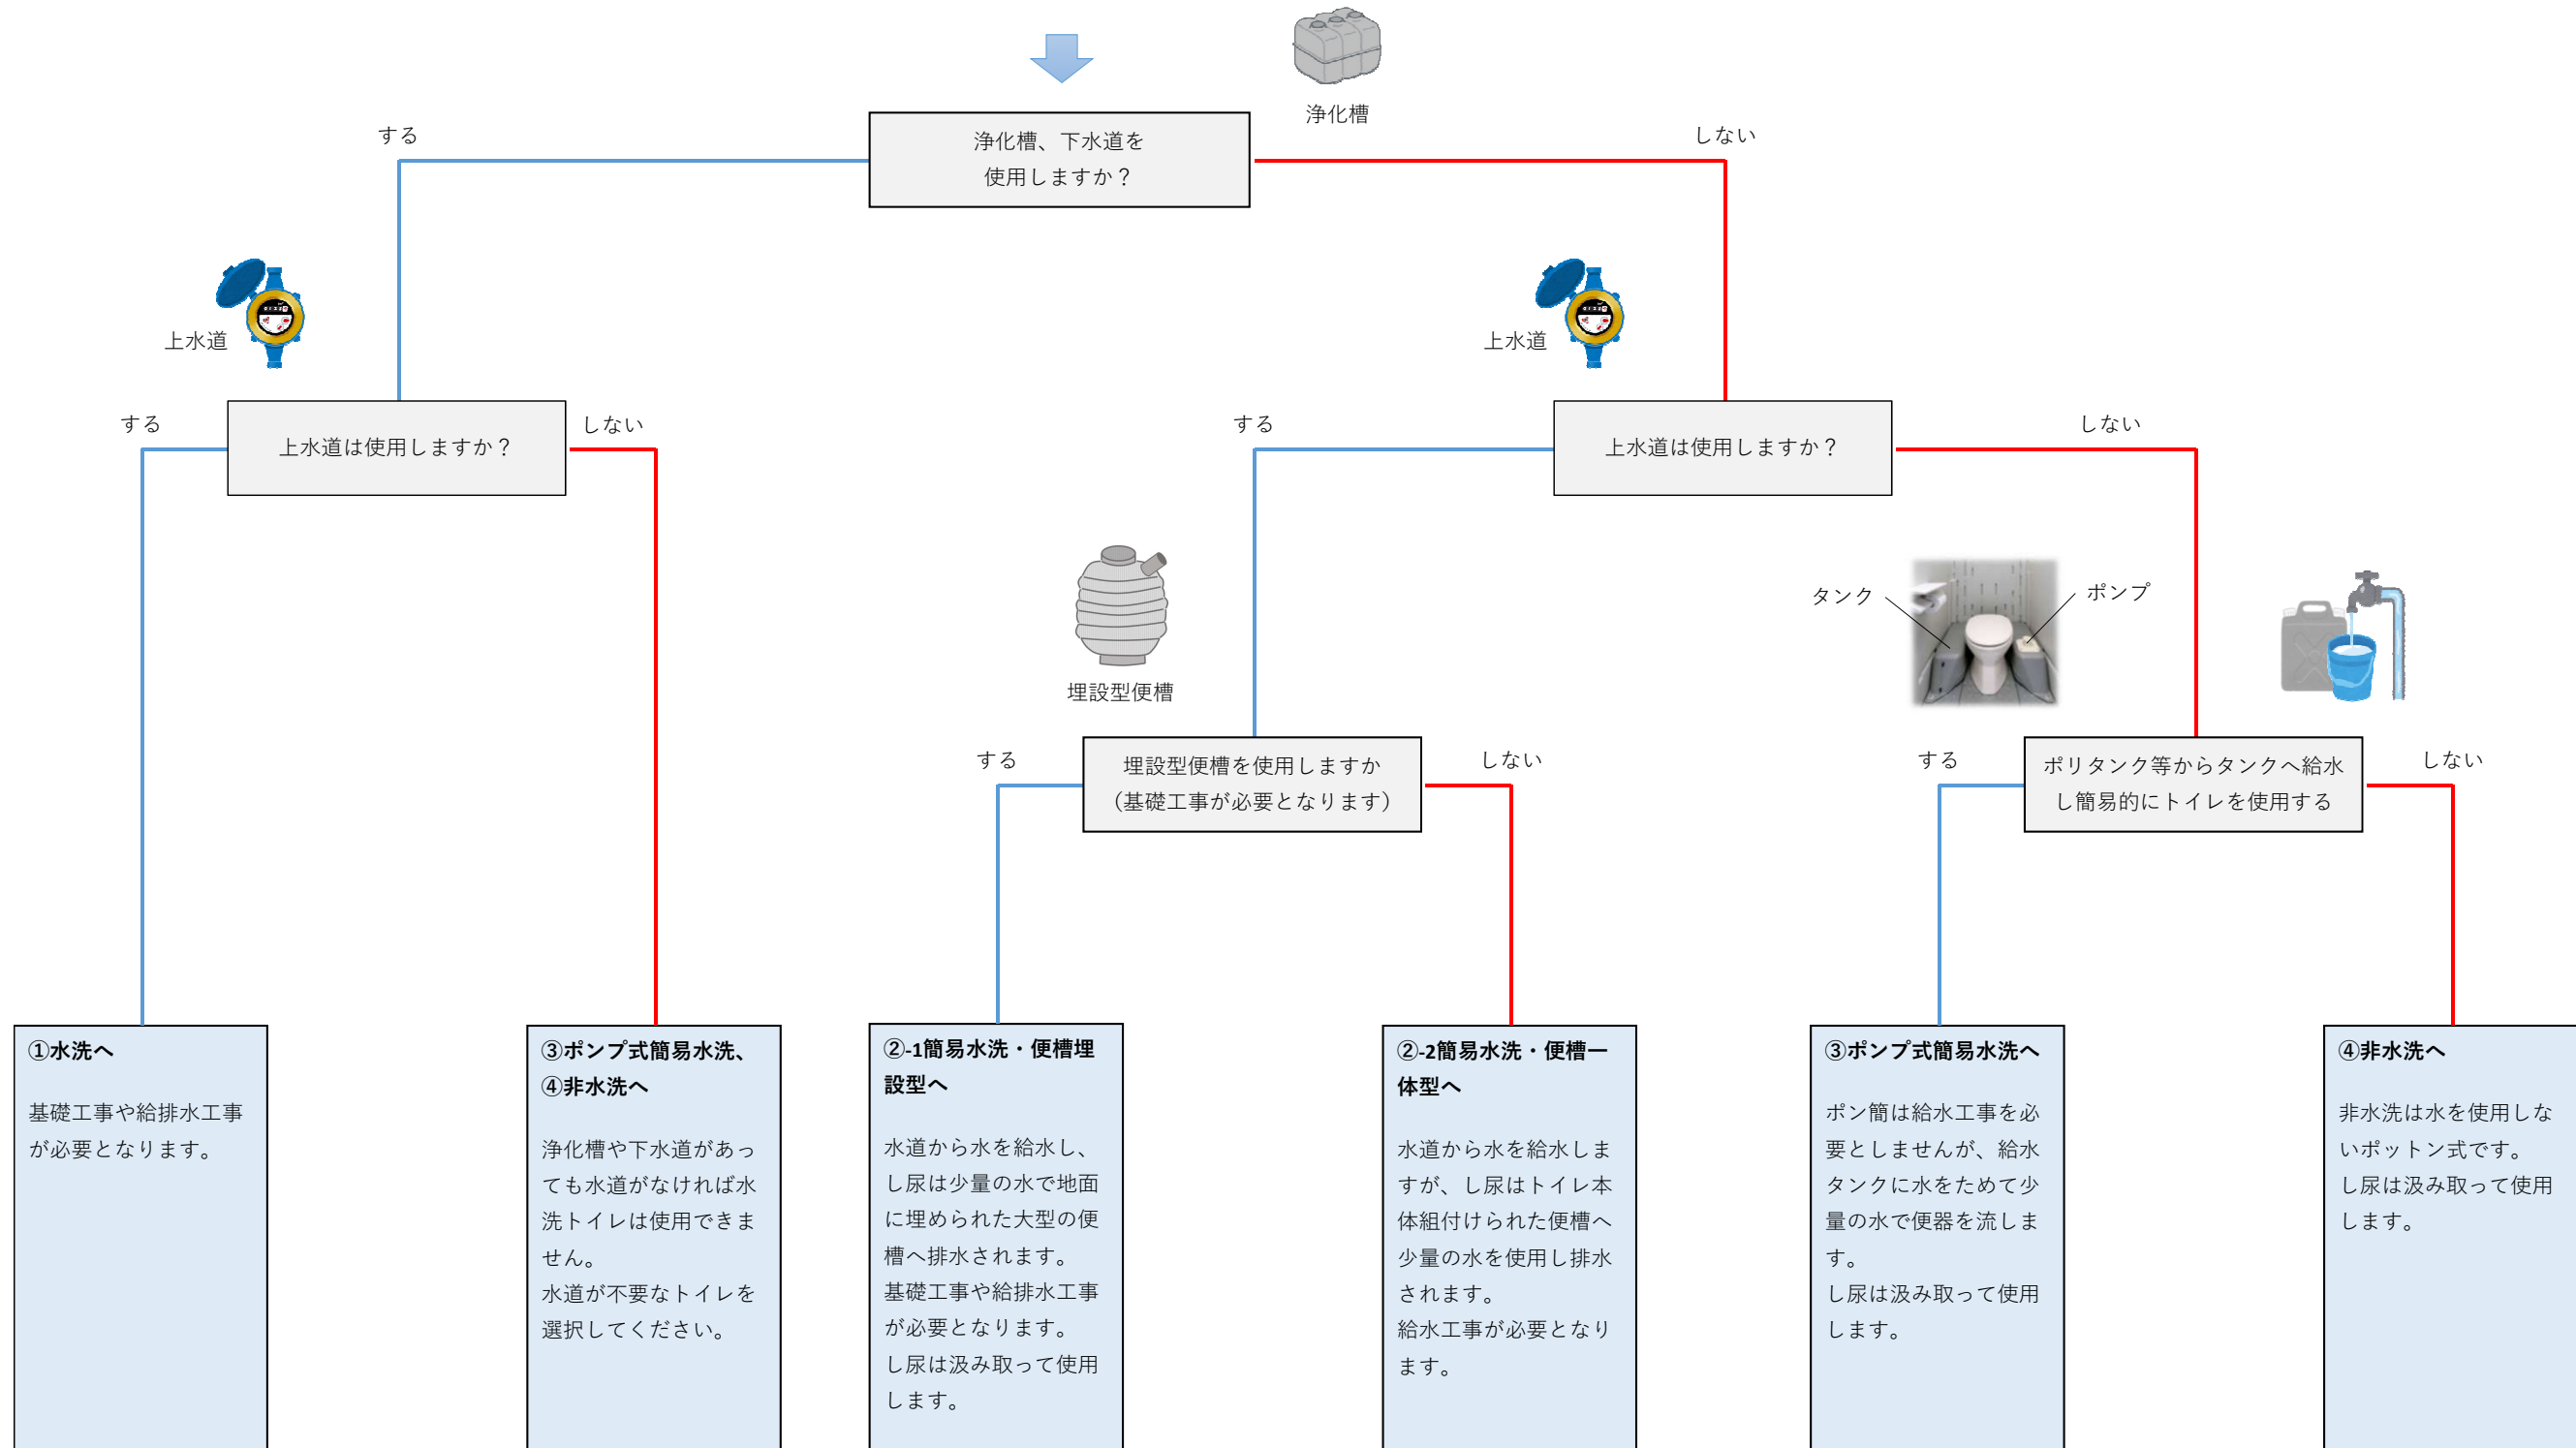 浄化槽
する
浄化槽、下水道を
使用しますか？
しない
上水道
上水道
する
上水道は使用しますか？
しない
する
上水道は使用しますか？
しない
埋設型便槽
タンク
ポンプ
する
埋設型便槽を使用しますか
（基礎工事が必要となります）
しない
する
ポリタンク等からタンクへ給水
し簡易的にトイレを使用する
しない
①水洗へ
基礎工事や給排水工事
が必要となります。
③ポンプ式簡易水洗、
④非水洗へ
浄化槽や下水道があっ
ても水道がなければ水
洗トイレは使用できま
せん。
水道が不要なトイレを
選択してください。
②-1簡易水洗・便槽埋
設型へ
水道から水を給水し、
し尿は少量の水で地面
に埋められた大型の便
槽へ排水されます。
基礎工事や給排水工事
が必要となります。
し尿は汲み取って使用
します。
②-2簡易水洗・便槽一
体型へ
水道から水を給水しま
すが、し尿はトイレ本
体組付けられた便槽へ
少量の水を使用し排水
されます。
給水工事が必要となり
ます。
③ポンプ式簡易水洗へ
ポン簡は給水工事を必
要としませんが、給水
タンクに水をためて少
量の水で便器を流しま
す。
し尿は汲み取って使用
します。
④非水洗へ
非水洗は水を使用しな
いポットン式です。
し尿は汲み取って使用
します。